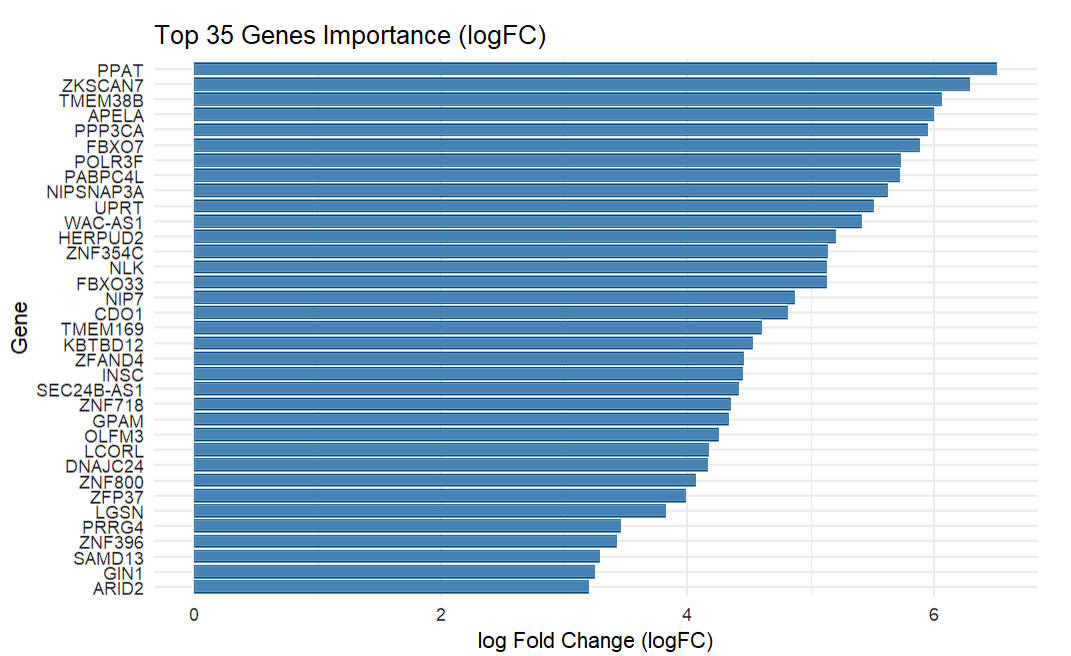 Top 35 Genes Importance (logFC)
Gene
PPAT
ZKSCAN7
TMEM38B
APELA
PPP3CA
FBXO7
POLR3F
PABPC4L
NIPSNAP3A
UPRT
WAC-AS1
HERPUD2
ZNF354C
NLK
FBXO33
NIP7
CDO1
TMEM169
KBTBD12
ZFAND4
INSC
SEC24B-AS1
ZNF718
GPAM
OLFM3
LCORL
DNAJC24
ZNF800
ZFP37
LGSN
PRRG4
ZNF396
SAMD13
GIN1
ARID2
0 2 4 6
log Fold Change (logFC)